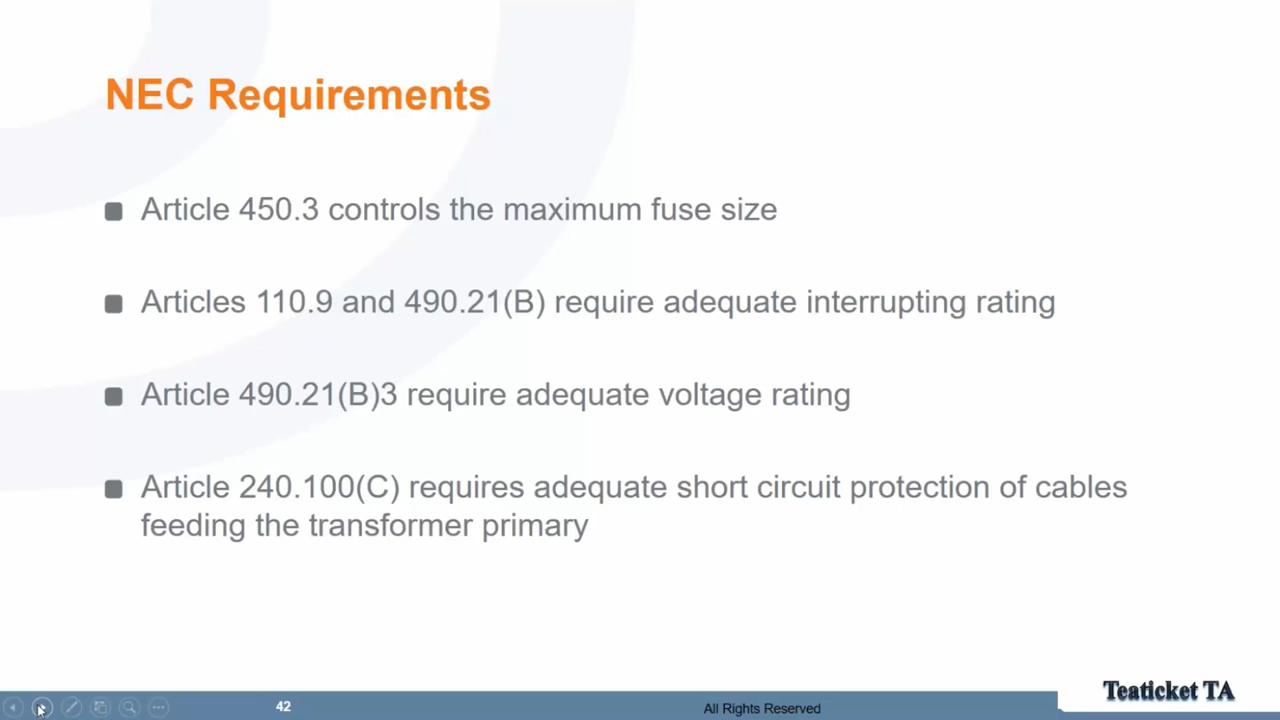 NEC Requirements
Article 450.3 controls the maximum fuse size
Articles 110.9 and 490.21(B) require adequate interrupting rating
Article 490.21(B)3 require adequate voltage rating
Article 240.100(C) requires adequate short circuit protection of cables
feeding the transformer primary
42
All Rights Reserved
Teaticket TA